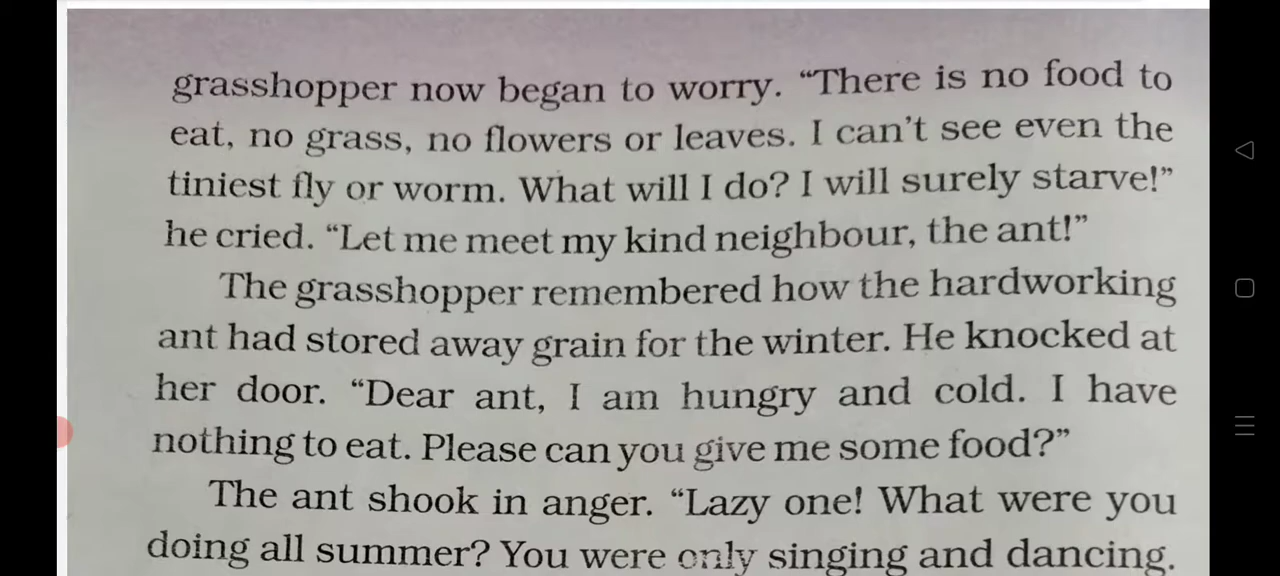 grasshopper now began to worry. “There is no food to
eat, no grass, no flowers or leaves. I can’t see even the
tiniest fly or worm. What will I do? I will surely starve!”
he cried. “Let me meet my kind neighbour, the ant!”
The grasshopper remembered how the hardworking
ant had stored away grain for the winter. He knocked at
her door. “Dear ant, I am hungry and cold. I have
nothing to eat. Please can you give me some food?”
The ant shook in anger. “Lazy one! What were you
doing all summer? You were only singing and dancing.